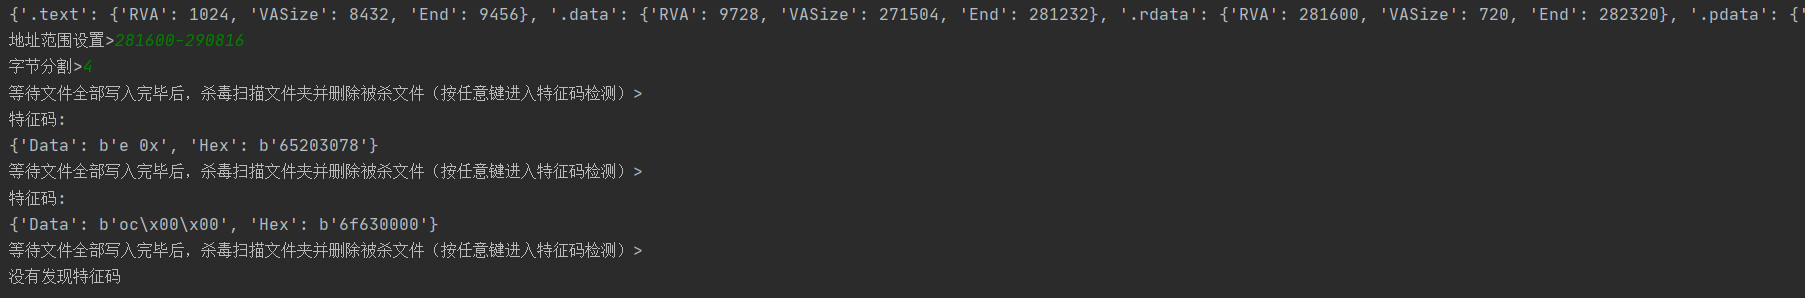 {'.text': {'RVA': 1024, 'VASize': 8432, 'End': 9456}, '.data': {'RVA': 9728, 'VASize': 271504, 'End': 281232}, '.rdata': {'RVA': 281600, 'VASize': 720, 'End': 282320}, '.pdata': {'
地址范围设置>281600-290816
字节分割>4
等待文件全部写入完毕后，杀毒扫描文件夹并删除被杀文件（按任意键进入特征码检测）>
特征码:
{'Data': b'e 0x', 'Hex': b'65203078'}
等待文件全部写入完毕后，杀毒扫描文件夹并删除被杀文件（按任意键进入特征码检测）>
特征码:
{'Data': b'oc\x00\x00', 'Hex': b'6f630000'}
等待文件全部写入完毕后，杀毒扫描文件夹并删除被杀文件（按任意键进入特征码检测）>
没有发现特征码